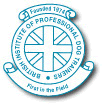 Founded 1974
BRITISH INSTITUTE OF PROFESSIONAL DOG TRAINERS
First in the Field